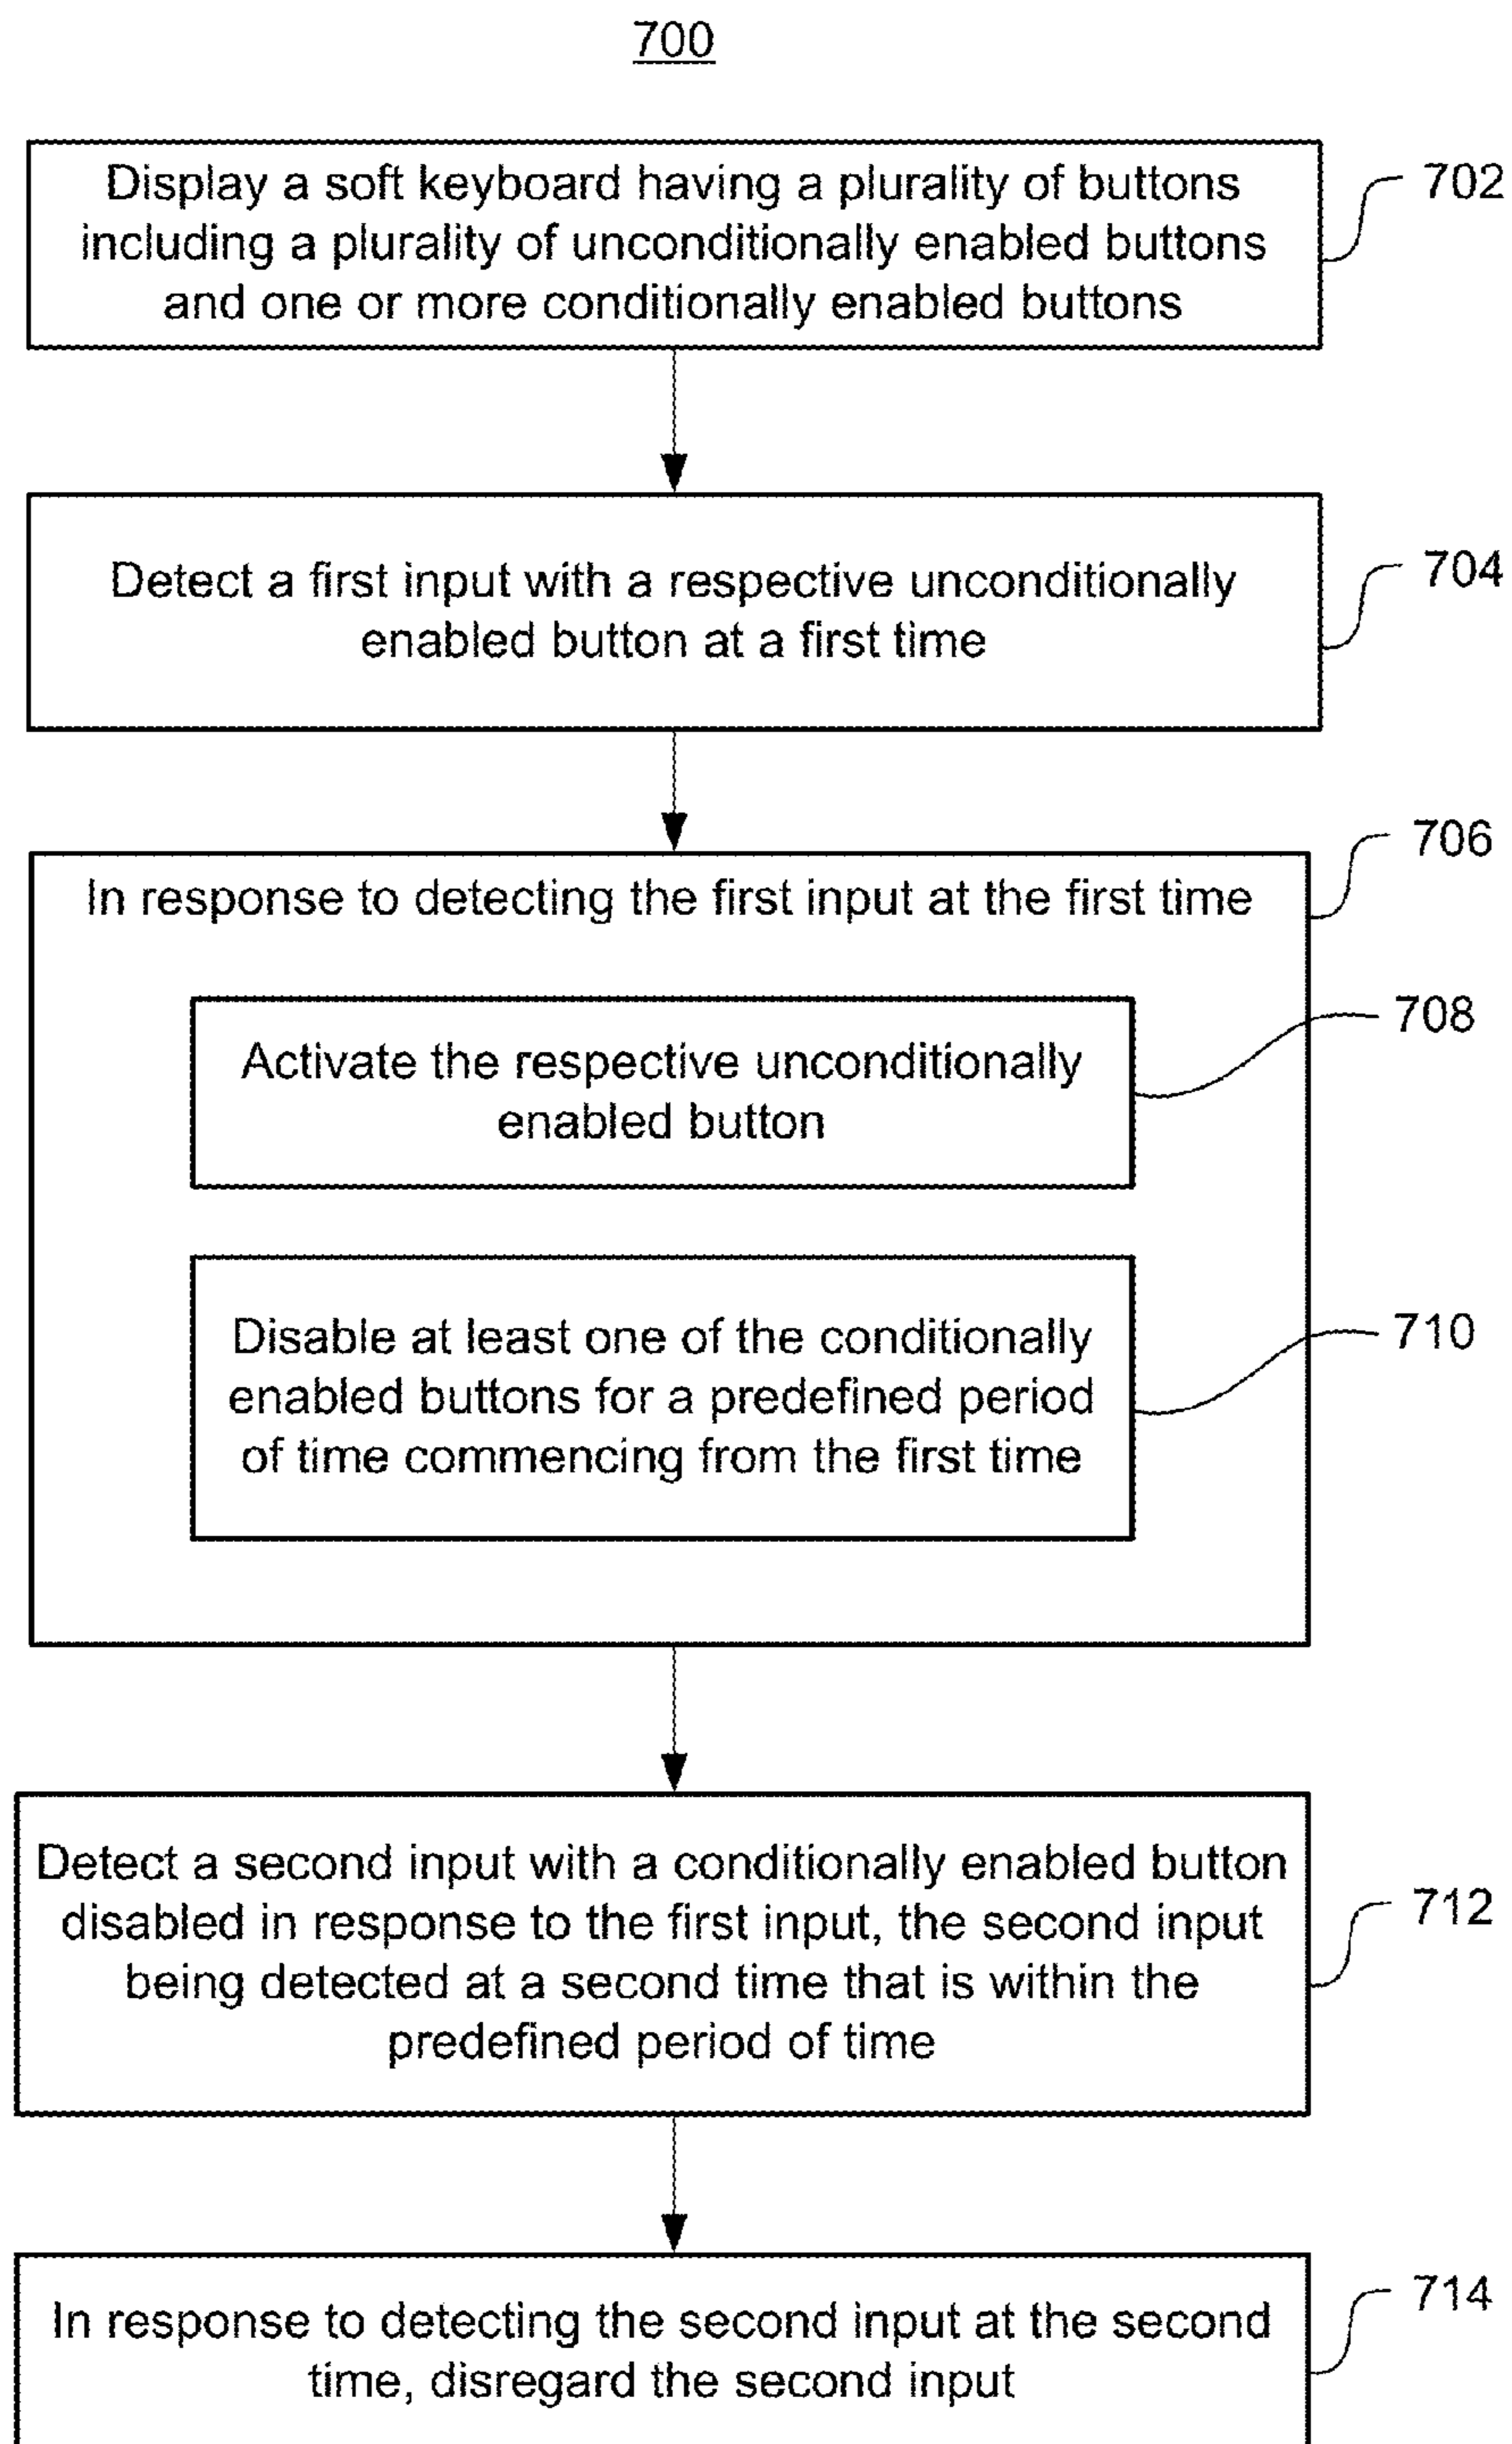 700
Display a soft keyboard having a plurality of buttons
including a plurality of unconditionally enabled buttons
and one or more conditionally enabled buttons
702
Detect a first input with a respective unconditionally
enabled button at a first time
704
706
In response to detecting the first input at the first time
708
Activate the respective unconditionally
enabled button
Disable at least one of the conditionally
enabled buttons for a predefined period
of time commencing from the first time
710
Detect a second input with a conditionally enabled button
disabled in response to the first input, the second input
being detected at a second time that is within the
predefined period of time
712
In response to detecting the second input at the second
time, disregard the second input
714